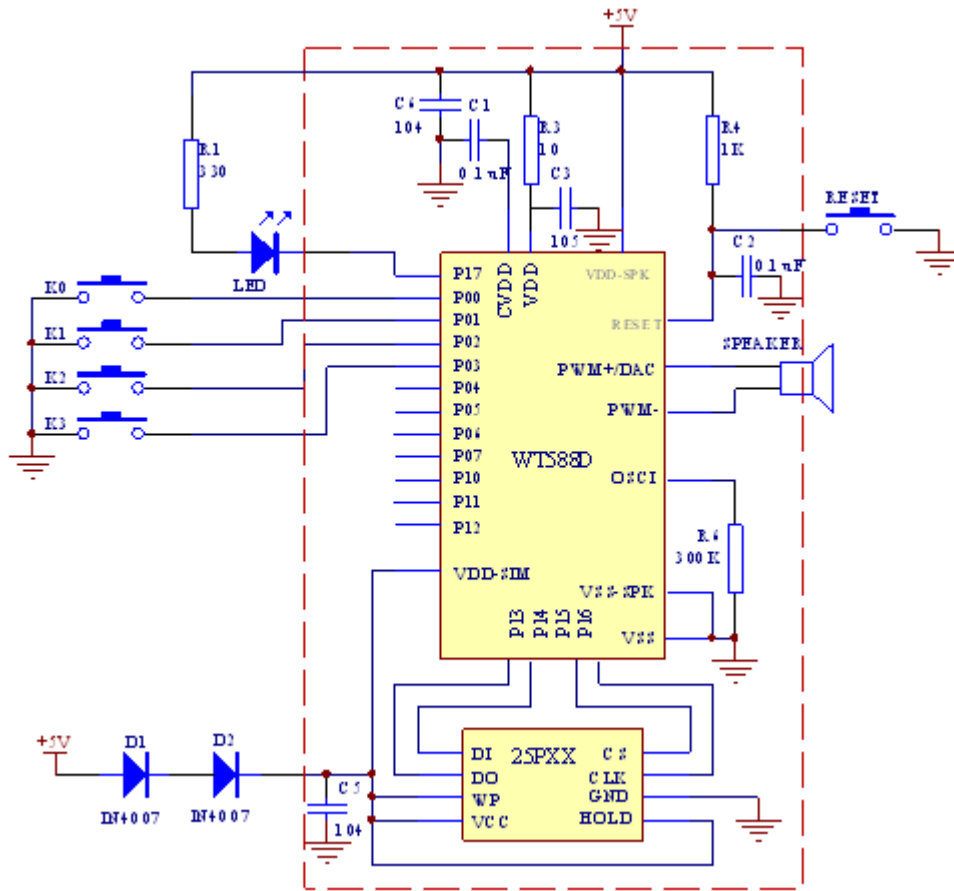 +5V
C6
104
C1
0.1uF
R3
10
C3
105
R4
1K
R1
330
RESET
C2
0.1uF
LED
K0
K1
K2
K3
P17
P00
P01
P02
P03
P04
P05
P06
P07
P10
P11
P12
VDD-SIM
CVDD
VDD
VDD-SPK
RESET
PWM+/DAC
PWM-
WT588D
OSCI
VSS-SPK
VSS
P13
P14
P15
P16
SPEAKER
R6
300K
+5V
D1
D2
IN4007
IN4007
C5
104
25PXX
DI
DO
WP
VCC
CS
CLK
GND
HOLD